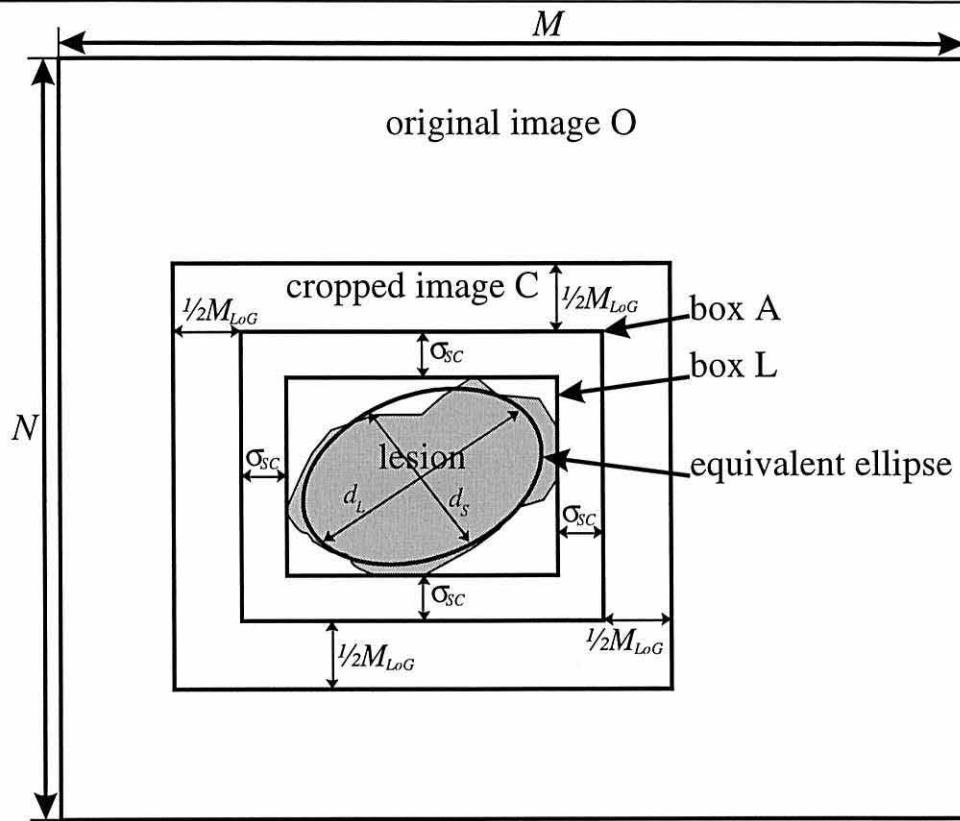 M
original image O
cropped image C
½M_LoG
½M_LoG
box A
σ_SC
box L
N
lesion
σ_SC
equivalent ellipse
d_L
d_S
σ_SC
σ_SC
½M_LoG
½M_LoG